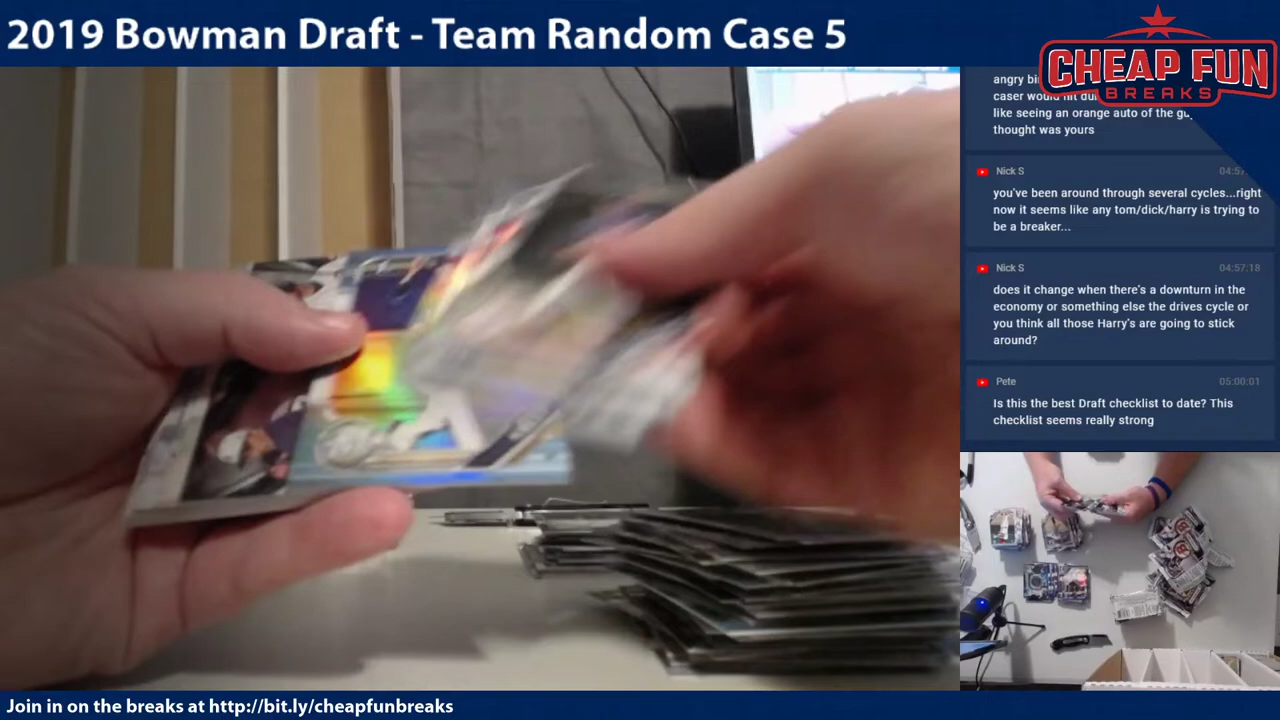 2019 Bowman Draft - Team Random Case 5
CHEAP FUN
BREAKS
angry
caser would hit
like seeing an orange auto of the
thought was yours
Nick S
you've been around through several cycles...right
now it seems like any tom/dick/harry is trying to
be a breaker...
Nick S 04:57:18
does it change when there's a downturn in the
economy or something else the drives cycle or
you think all those Harry's are going to stick
around?
Pete 05:00:01
Is this the best Draft checklist to date? This
checklist seems really strong
Join in on the breaks at http://bit.ly/cheapfunbreaks